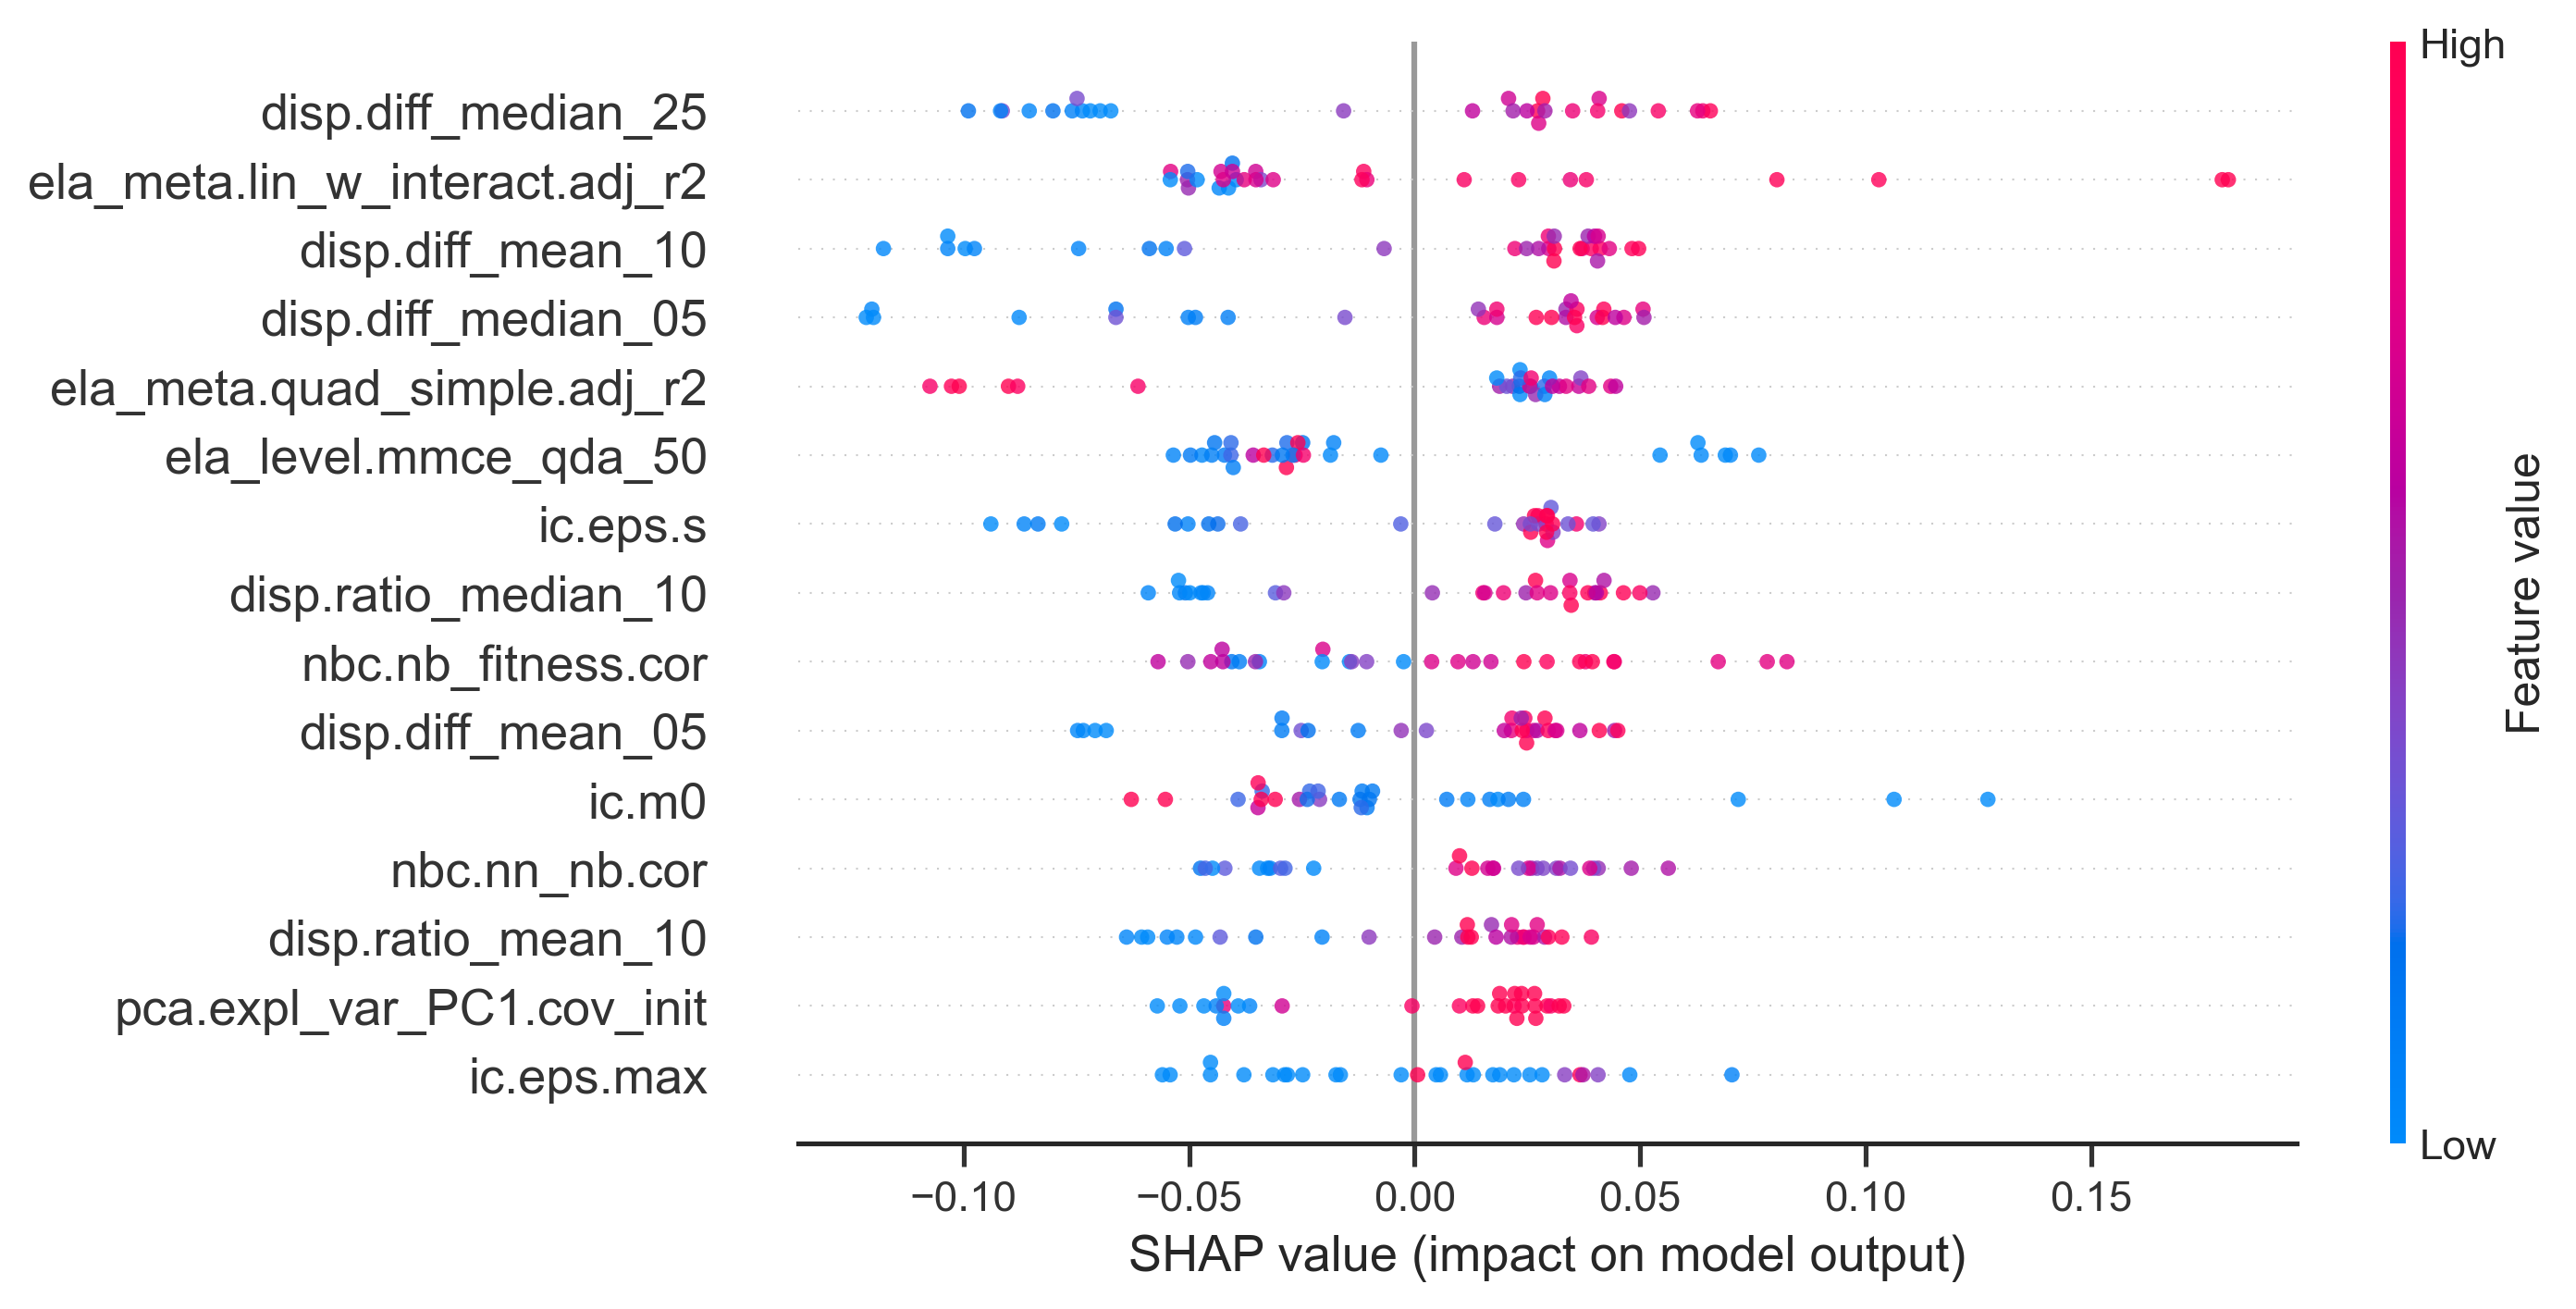 High
disp.diff_median_25
ela_meta.lin_w_interact.adj_r2
disp.diff_mean_10
disp.diff_median_05
ela_meta.quad_simple.adj_r2
ela_level.mmce_qda_50
ic.eps.s
disp.ratio_median_10
nbc.nb_fitness.cor
disp.diff_mean_05
ic.m0
nbc.nn_nb.cor
disp.ratio_mean_10
pca.expl_var_PC1.cov_init
ic.eps.max
Feature value
Low
−0.10 −0.05 0.00 0.05 0.10 0.15
SHAP value (impact on model output)